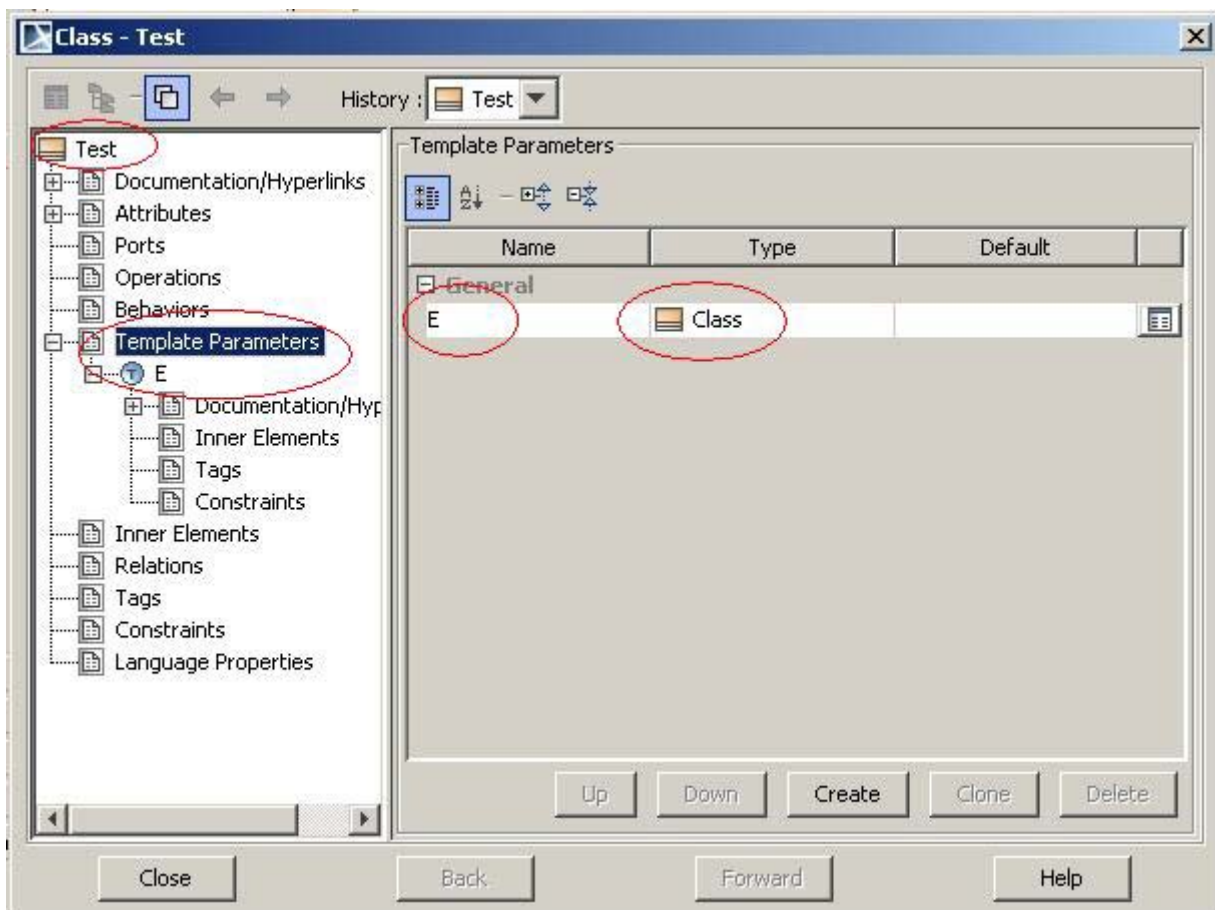 Class - Test
History : Test
Test
Documentation/Hyperlinks
Attributes
Ports
Operations
Behaviors
Template Parameters
E
Documentation/Hyp
Inner Elements
Tags
Constraints
Inner Elements
Relations
Tags
Constraints
Language Properties
Template Parameters
Name Type Default
General
E Class
Up Down Create Clone Delete
Close Back Forward Help